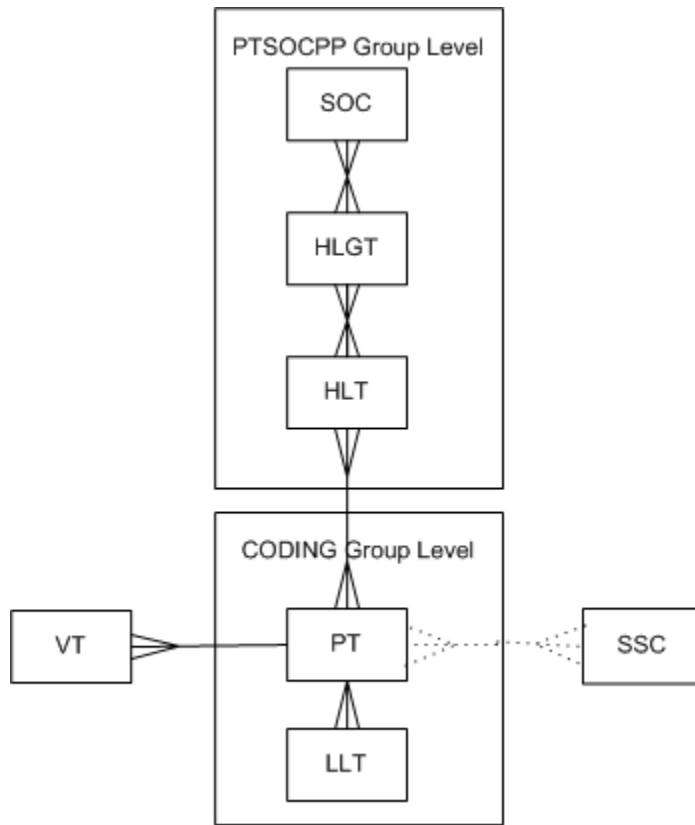 PTSOCPP Group Level
SOC
HLGT
HLT
CODING Group Level
VT
PT
SSC
LLT